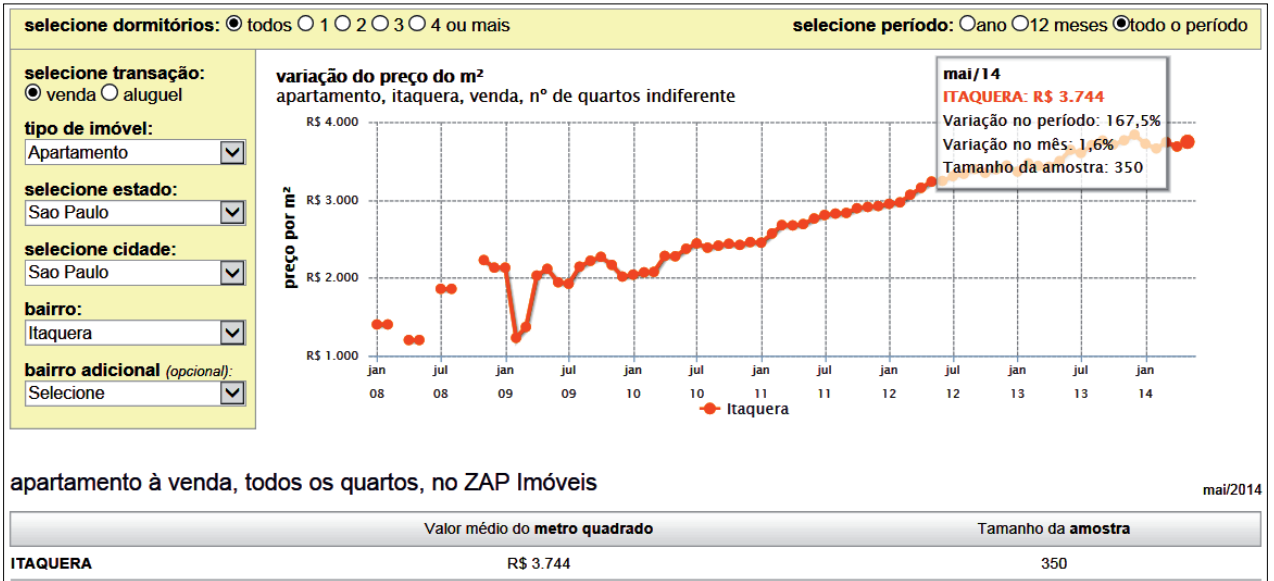 selecione dormitórios: todos 1 2 3 4 ou mais
selecione período: ano 12 meses todo o período
selecione transação:
venda aluguel
tipo de imóvel:
Apartamento
selecione estado:
Sao Paulo
selecione cidade:
Sao Paulo
bairro:
Itaquera
bairro adicional (opcional):
Selecione
variação do preço do m²
apartamento, itaquera, venda, nº de quartos indiferente
mai/14
ITAQUERA: R$ 3.744
Variação no período: 167,5%
Variação no mês: 1,6%
Tamanho da amostra: 350
preço por m²
R$ 4.000
R$ 3.000
R$ 2.000
R$ 1.000
jan jul jan jul jan jul jan jul jan jul jan jul jan
08 08 09 09 10 10 11 11 12 12 13 13 14
Itaquera
apartamento à venda, todos os quartos, no ZAP Imóveis
mai/2014
Valor médio do metro quadrado Tamanho da amostra
ITAQUERA R$ 3.744 350